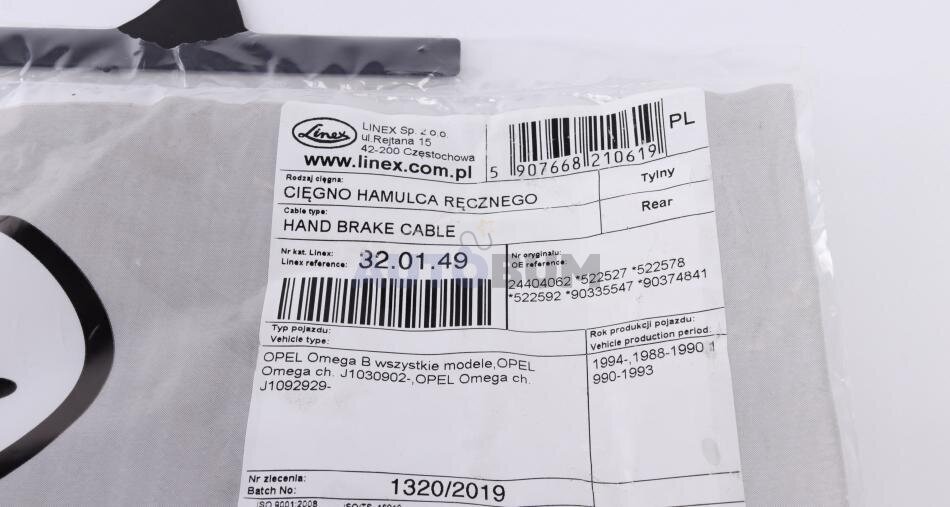 Linex
LINEX Sp. z o.o.
ul.Rejtana 15
42-200 Częstochowa
www.linex.com.pl
5 907668 210619
PL
Rodzaj cięgna:
CIĘGNO HAMULCA RĘCZNEGO
Tylny
Cable type:
HAND BRAKE CABLE
Rear
Nr kat. Linex:
Linex reference:
32.01.49
Nr oryginału:
OE reference:
24404062 *522527 *522578
*522592 *90335547 *90374841
AUTOBUM
Typ pojazdu:
Vehicle type:
Rok produkcji pojazdu:
Vehicle production period:
OPEL Omega B wszystkie modele,OPEL
Omega ch. J1030902-,OPEL Omega ch.
J1092929-
1994-,1988-1990 1
990-1993
Nr zlecenia:
Batch No:
1320/2019
ISO 9001:2008